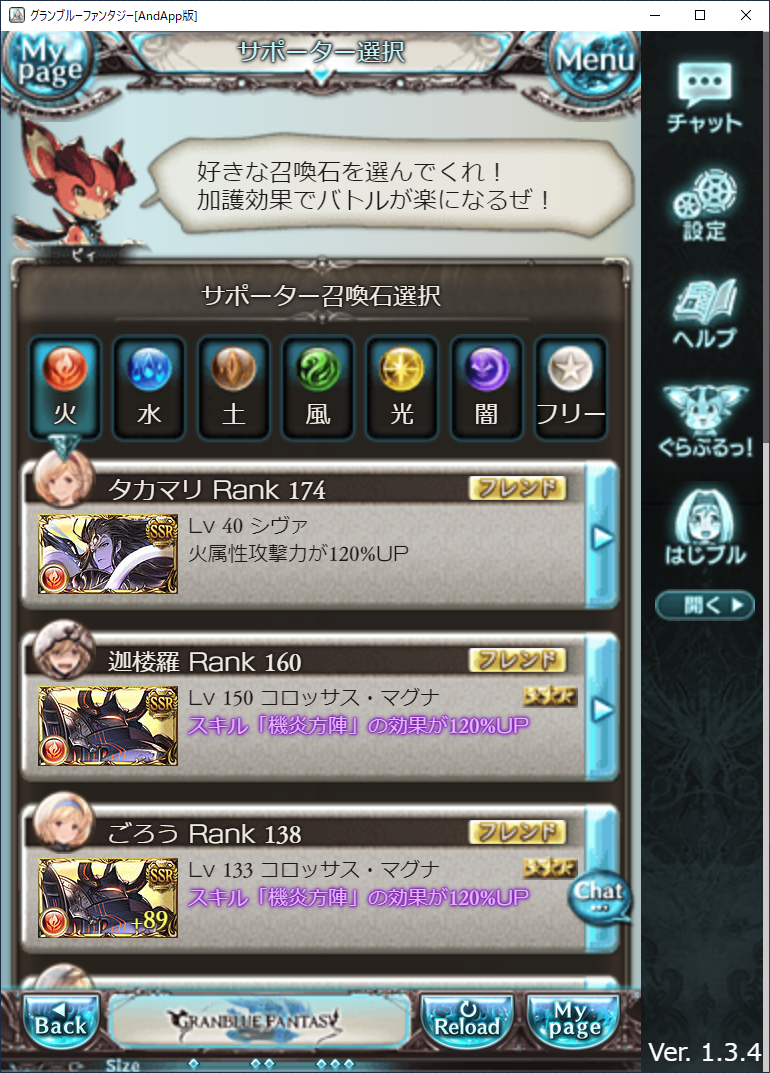 グランブルーファンタジー[AndApp版]
My page
サポーター選択
Menu
好きな召喚石を選んでくれ！
加護効果でバトルが楽になるぜ！
ビィ
サポーター召喚石選択
火
水
土
風
光
闇
フリー
タカマリ Rank 174
フレンド
SSR
Lv 40 シヴァ
火属性攻撃力が120%UP
迦楼羅 Rank 160
フレンド
SSR
Lv 150 コロッサス・マグナ
スキル「機炎方陣」の効果が120%UP
ごろう Rank 138
フレンド
SSR
+89
Lv 133 コロッサス・マグナ
スキル「機炎方陣」の効果が120%UP
Chat
Back
GRANBLUE FANTASY
Reload
My page
Size
チャット
設定
ヘルプ
ぐらぶるっ!
はじブル
開く
Ver. 1.3.4